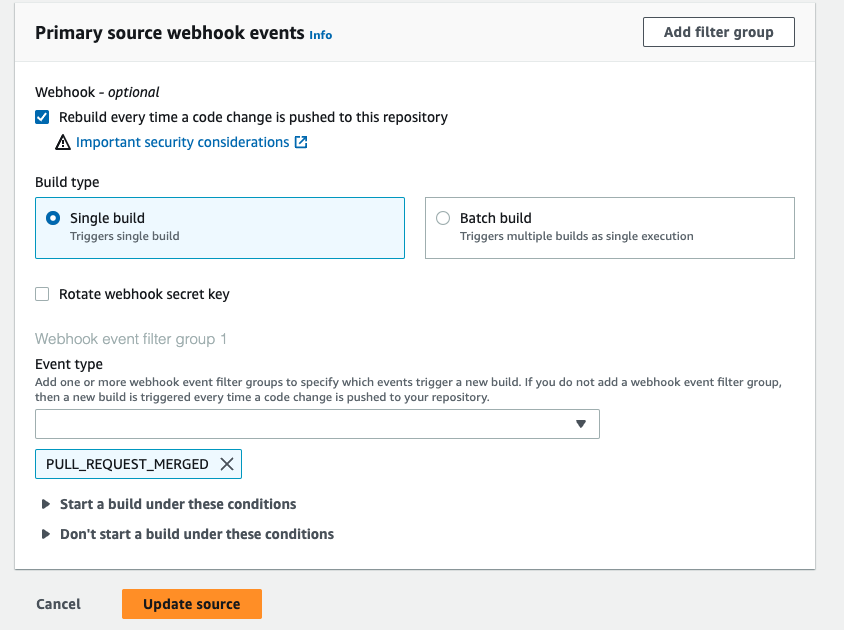 Primary source webhook events Info
Add filter group
Webhook - optional
Rebuild every time a code change is pushed to this repository
Important security considerations
Build type
Single build
Triggers single build
Batch build
Triggers multiple builds as single execution
Rotate webhook secret key
Webhook event filter group 1
Event type
Add one or more webhook event filter groups to specify which events trigger a new build. If you do not add a webhook event filter group,
then a new build is triggered every time a code change is pushed to your repository.
PULL_REQUEST_MERGED
Start a build under these conditions
Don't start a build under these conditions
Cancel
Update source